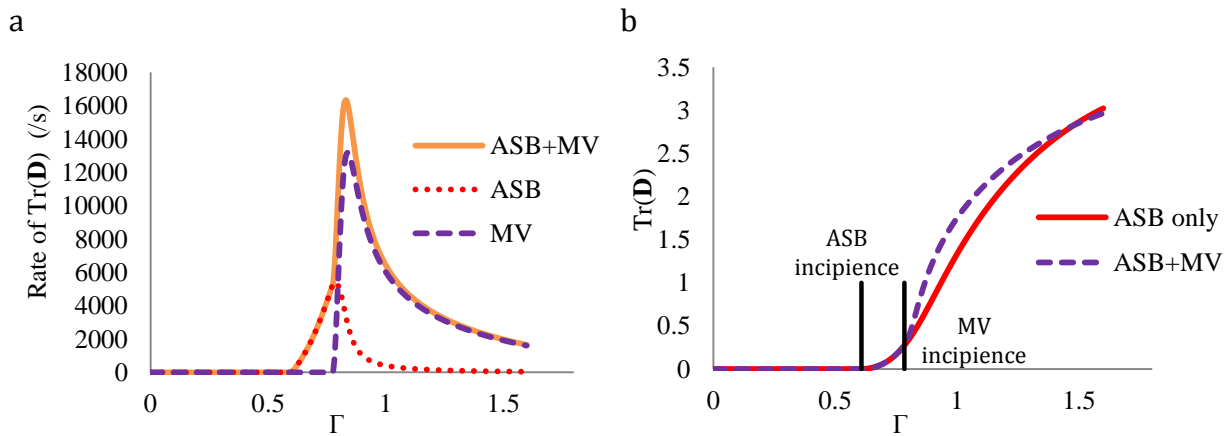 a
18000
16000
14000
12000
10000
8000
6000
4000
2000
0
Rate of Tr(D) (/s)
ASB+MV
ASB
MV
0 0.5 1 1.5
Γ
b
3.5
3
2.5
2
1.5
1
0.5
0
Tr(D)
ASB
incipience
MV
incipience
ASB only
ASB+MV
0 0.5 1 1.5
Γ